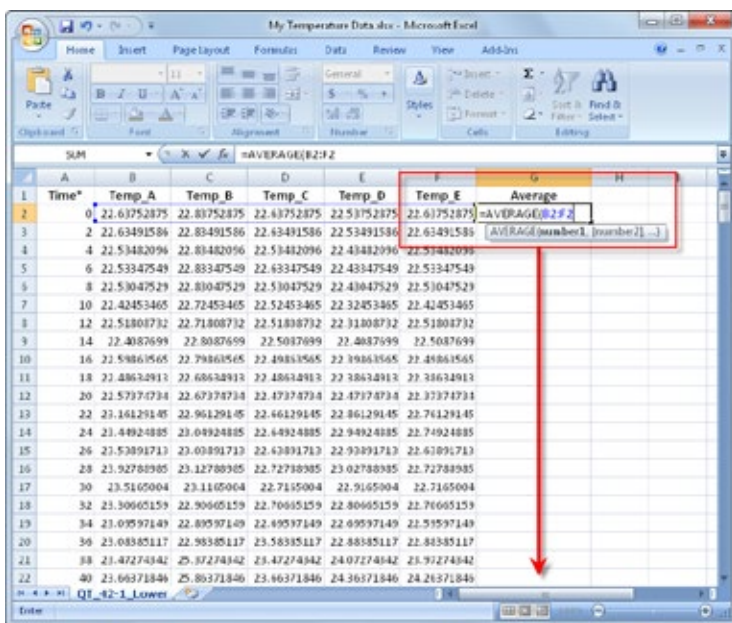 My Temperature Data.xlsx - Microsoft Excel
Home Insert Page Layout Formulas Data Review View Add-Ins
Paste
Clipboard
B I U
Font
11
Alignment
General
$ - % ,
Number
Styles
Insert
Delete
Format
Cells
Sort & Filter
Find & Select
Editing
SUM fx =AVERAGE(B2:F2
A B C D E F G H
1 Time* Temp_A Temp_B Temp_C Temp_D Temp_E Average
2 0 22.63752875 22.83752875 22.63752875 22.53752875 22.63752875 =AVERAGE(B2:F2
AVERAGE(number1, [number2], ...)
3 2 22.63491586 22.83491586 22.63491586 22.53491586 22.63491586
4 4 22.53482096 22.83482096 22.53482096 22.43482096 22.53482096
5 6 22.53347549 22.83347549 22.63347549 22.43347549 22.53347549
6 8 22.53047529 22.83047529 22.53047529 22.43047529 22.53047529
7 10 22.42453465 22.72453465 22.52453465 22.32453465 22.42453465
8 12 22.51808732 22.71808732 22.51808732 22.31808732 22.51808732
9 14 22.4087699 22.8087699 22.5087699 22.4087699 22.5087699
10 16 22.59863565 22.79863565 22.49863565 22.39863565 22.49863565
11 18 22.48634913 22.68634913 22.48634913 22.38634913 22.38634913
12 20 22.57374734 22.67374734 22.47374734 22.47374734 22.37374734
13 22 23.16129145 22.96129145 22.66129145 22.86129145 22.76129145
14 24 23.44924885 23.04924885 22.64924885 22.94924885 22.74924885
15 26 23.53891713 23.03891713 22.63891713 22.93891713 22.63891713
16 28 23.92788985 23.12788985 22.72788985 23.02788985 22.72788985
17 30 23.5165004 23.1165004 22.7165004 22.9165004 22.7165004
18 32 23.30665159 22.90665159 22.70665159 22.80665159 22.70665159
19 34 23.09597149 22.89597149 22.69597149 22.69597149 22.59597149
20 36 23.08385117 22.98385117 23.58385117 22.88385117 22.88385117
21 38 23.47274342 25.37274342 23.47274342 24.07274342 23.97274342
22 40 23.66371846 25.86371846 23.66371846 24.36371846 24.26371846
QT_42-1_Lower
Enter